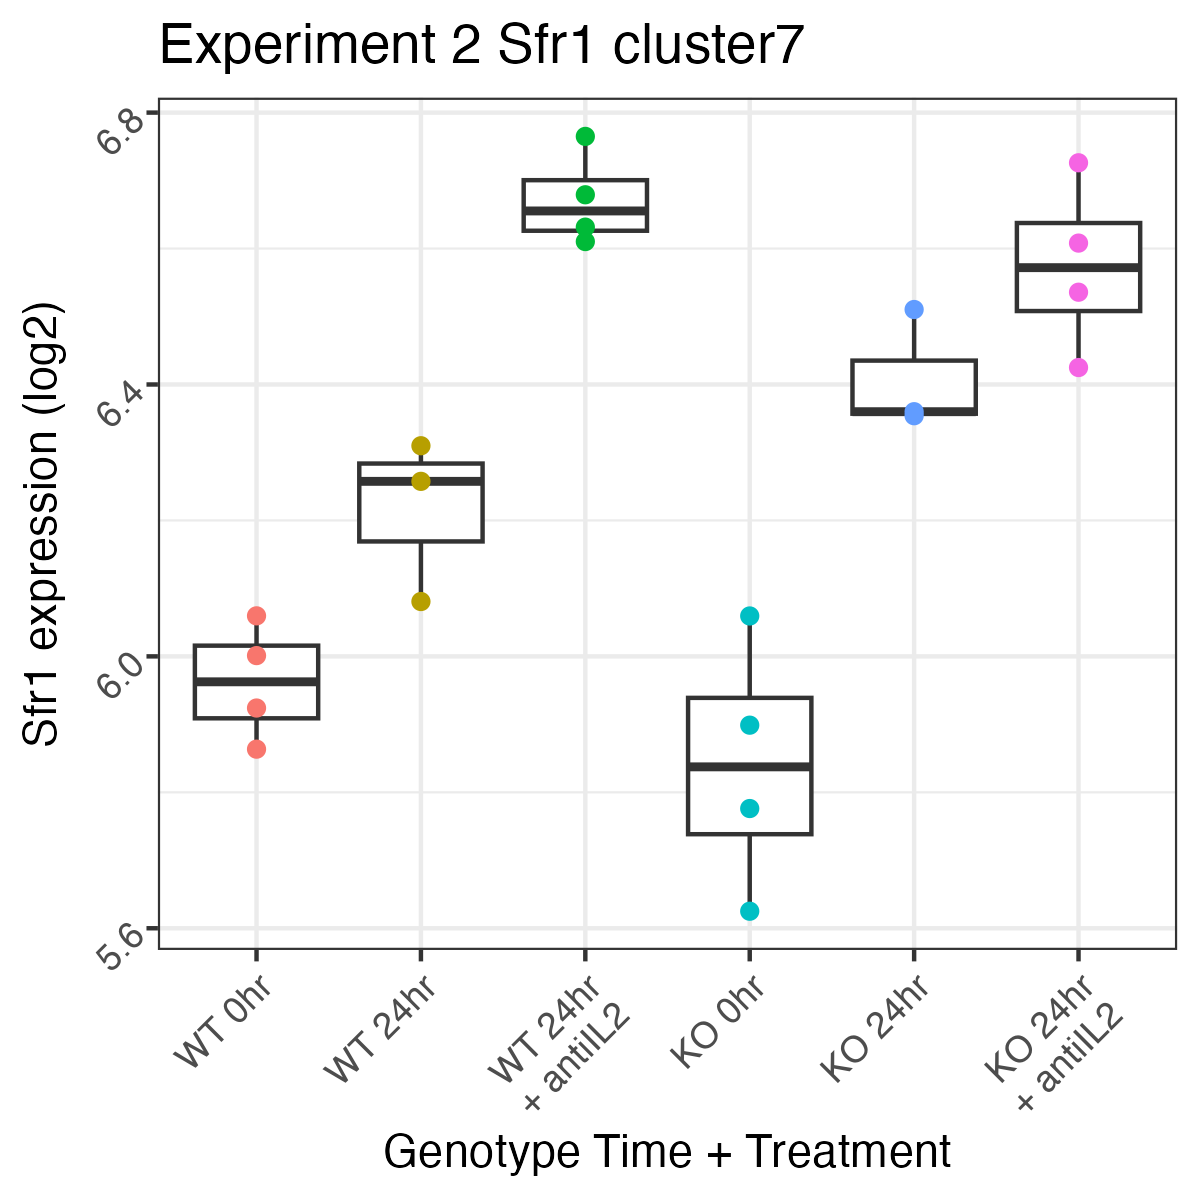 Experiment 2 Sfr1 cluster7
Sfr1 expression (log2)
6.8
6.4
6.0
5.6
WT 0hr
WT 24hr
WT 24hr
+ antiIL2
KO 0hr
KO 24hr
KO 24hr
+ antiIL2
Genotype Time + Treatment